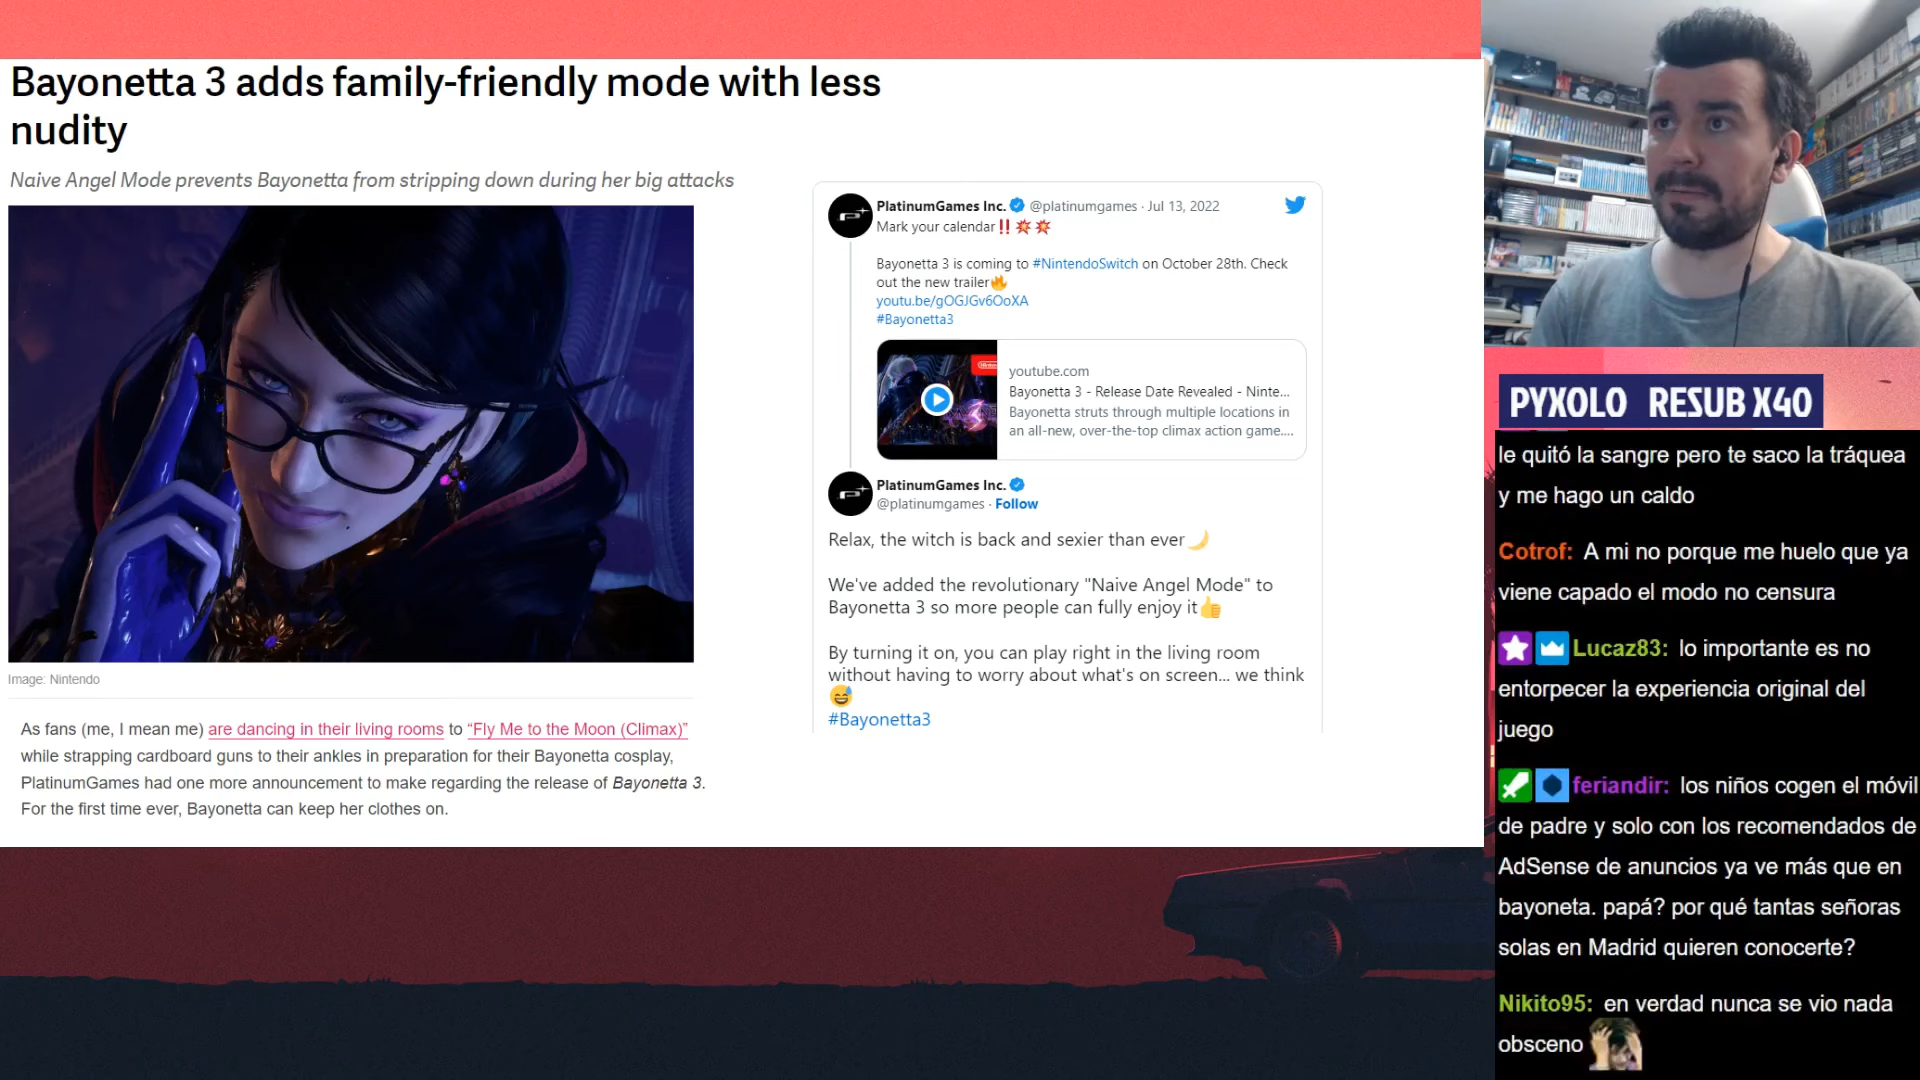 Bayonetta 3 adds family-friendly mode with less
nudity
Naive Angel Mode prevents Bayonetta from stripping down during her big attacks
Image: Nintendo
As fans (me, I mean me) are dancing in their living rooms to “Fly Me to the Moon (Climax)”
while strapping cardboard guns to their ankles in preparation for their Bayonetta cosplay,
PlatinumGames had one more announcement to make regarding the release of Bayonetta 3.
For the first time ever, Bayonetta can keep her clothes on.
PlatinumGames Inc. @platinumgames · Jul 13, 2022
Mark your calendar‼️💥💥
Bayonetta 3 is coming to #NintendoSwitch on October 28th. Check
out the new trailer🔥
youtu.be/gOGJGv6OoXA
#Bayonetta3
youtube.com
Bayonetta 3 - Release Date Revealed - Ninte...
Bayonetta struts through multiple locations in
an all-new, over-the-top climax action game....
PlatinumGames Inc.
@platinumgames · Follow
Relax, the witch is back and sexier than ever🌙
We've added the revolutionary "Naive Angel Mode" to
Bayonetta 3 so more people can fully enjoy it👍
By turning it on, you can play right in the living room
without having to worry about what's on screen... we think
😅
#Bayonetta3
PYXOLO RESUB X40
le quitó la sangre pero te saco la tráquea
y me hago un caldo
Cotrof: A mi no porque me huelo que ya
viene capado el modo no censura
Lucaz83: lo importante es no
entorpecer la experiencia original del
juego
feriandir: los niños cogen el móvil
de padre y solo con los recomendados de
AdSense de anuncios ya ve más que en
bayoneta. papá? por qué tantas señoras
solas en Madrid quieren conocerte?
Nikito95: en verdad nunca se vio nada
obsceno